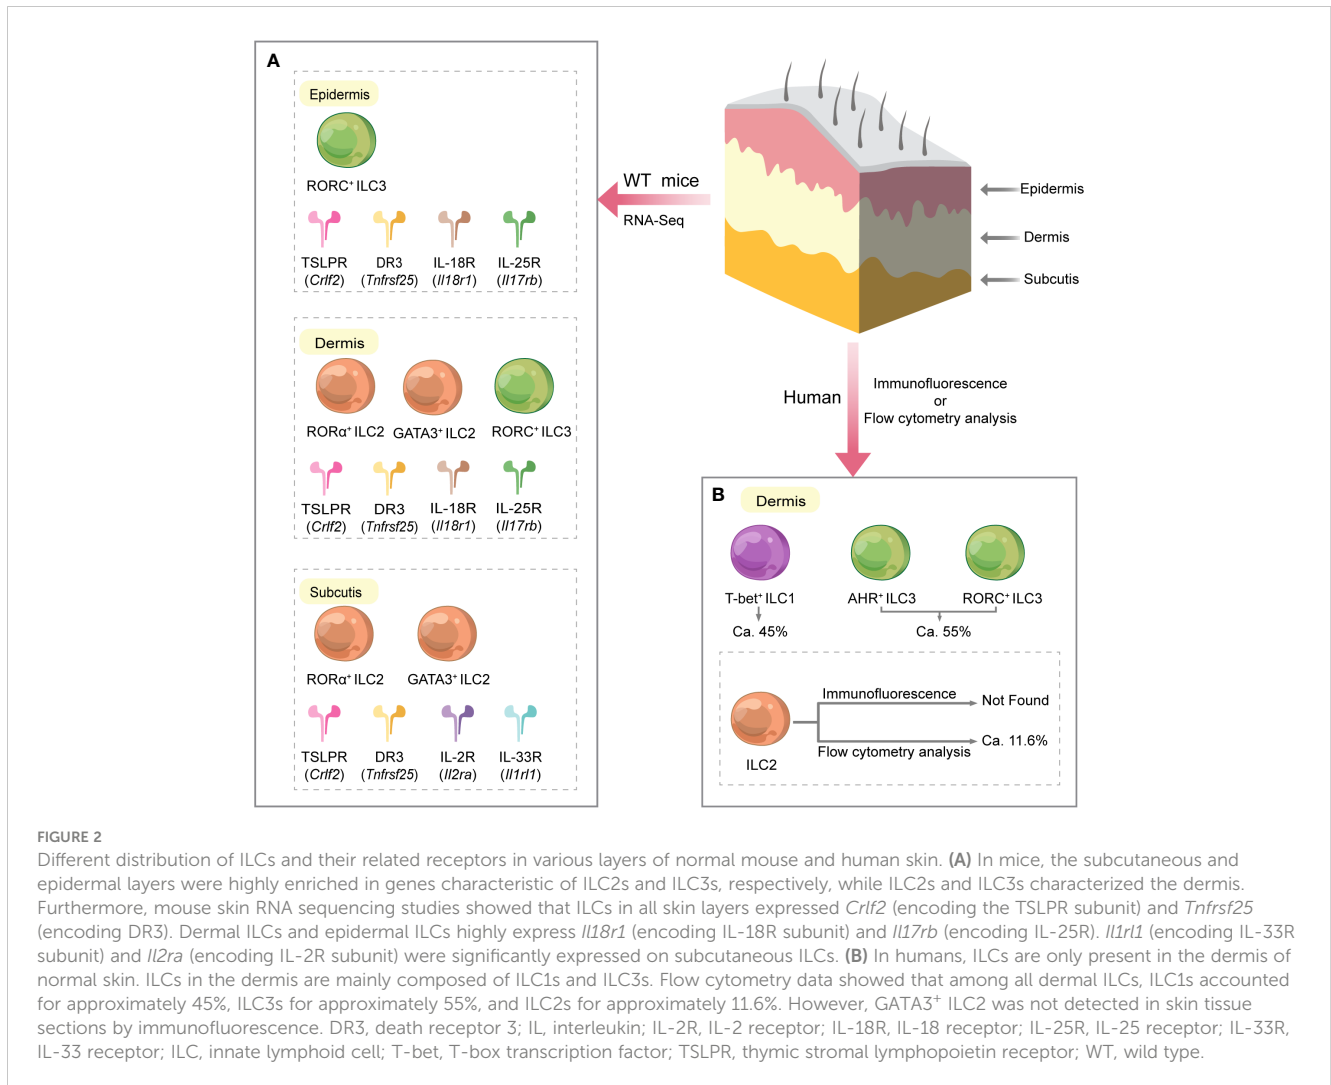 A
Epidermis
RORC⁺ ILC3
TSLPR DR3 IL-18R IL-25R
(Crlf2) (Tnfrsf25) (Il18r1) (Il17rb)
Dermis
RORα⁺ ILC2 GATA3⁺ ILC2 RORC⁺ ILC3
TSLPR DR3 IL-18R IL-25R
(Crlf2) (Tnfrsf25) (Il18r1) (Il17rb)
Subcutis
RORα⁺ ILC2 GATA3⁺ ILC2
TSLPR DR3 IL-2R IL-33R
(Crlf2) (Tnfrsf25) (Il2ra) (Il1rl1)
WT mice
RNA-Seq
Epidermis
Dermis
Subcutis
Human
Immunofluorescence
or
Flow cytometry analysis
B
Dermis
T-bet⁺ ILC1 AHR⁺ ILC3 RORC⁺ ILC3
Ca. 45% Ca. 55%
Immunofluorescence Not Found
Flow cytometry analysis Ca. 11.6%
ILC2
FIGURE 2
Different distribution of ILCs and their related receptors in various layers of normal mouse and human skin. (A) In mice, the subcutaneous and
epidermal layers were highly enriched in genes characteristic of ILC2s and ILC3s, respectively, while ILC2s and ILC3s characterized the dermis.
Furthermore, mouse skin RNA sequencing studies showed that ILCs in all skin layers expressed Crlf2 (encoding the TSLPR subunit) and Tnfrsf25
(encoding DR3). Dermal ILCs and epidermal ILCs highly express Il18r1 (encoding IL-18R subunit) and Il17rb (encoding IL-25R). Il1rl1 (encoding IL-33R
subunit) and Il2ra (encoding IL-2R subunit) were significantly expressed on subcutaneous ILCs. (B) In humans, ILCs are only present in the dermis of
normal skin. ILCs in the dermis are mainly composed of ILC1s and ILC3s. Flow cytometry data showed that among all dermal ILCs, ILC1s accounted
for approximately 45%, ILC3s for approximately 55%, and ILC2s for approximately 11.6%. However, GATA3⁺ ILC2 was not detected in skin tissue
sections by immunofluorescence. DR3, death receptor 3; IL, interleukin; IL-2R, IL-2 receptor; IL-18R, IL-18 receptor; IL-25R, IL-25 receptor; IL-33R,
IL-33 receptor; ILC, innate lymphoid cell; T-bet, T-box transcription factor; TSLPR, thymic stromal lymphopoietin receptor; WT, wild type.